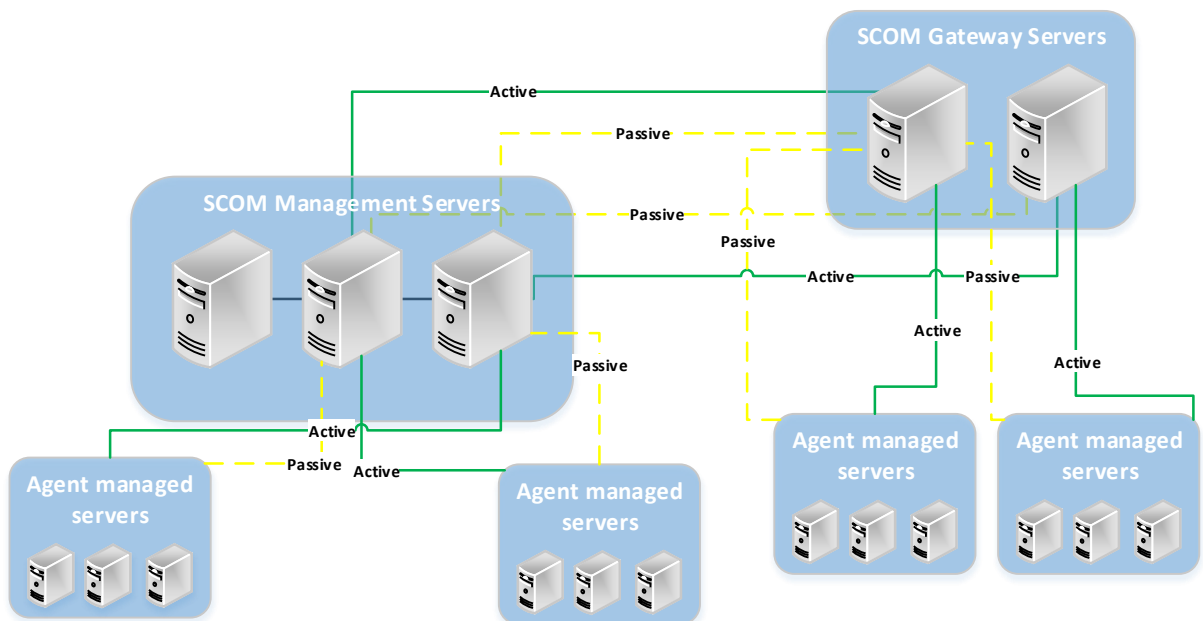 SCOM Gateway Servers
Active
Passive
SCOM Management Servers
Passive
Passive
Active
Passive
Active
Active
Passive
Active
Passive
Active
Agent managed
servers
Agent managed
servers
Agent managed
servers
Agent managed
servers